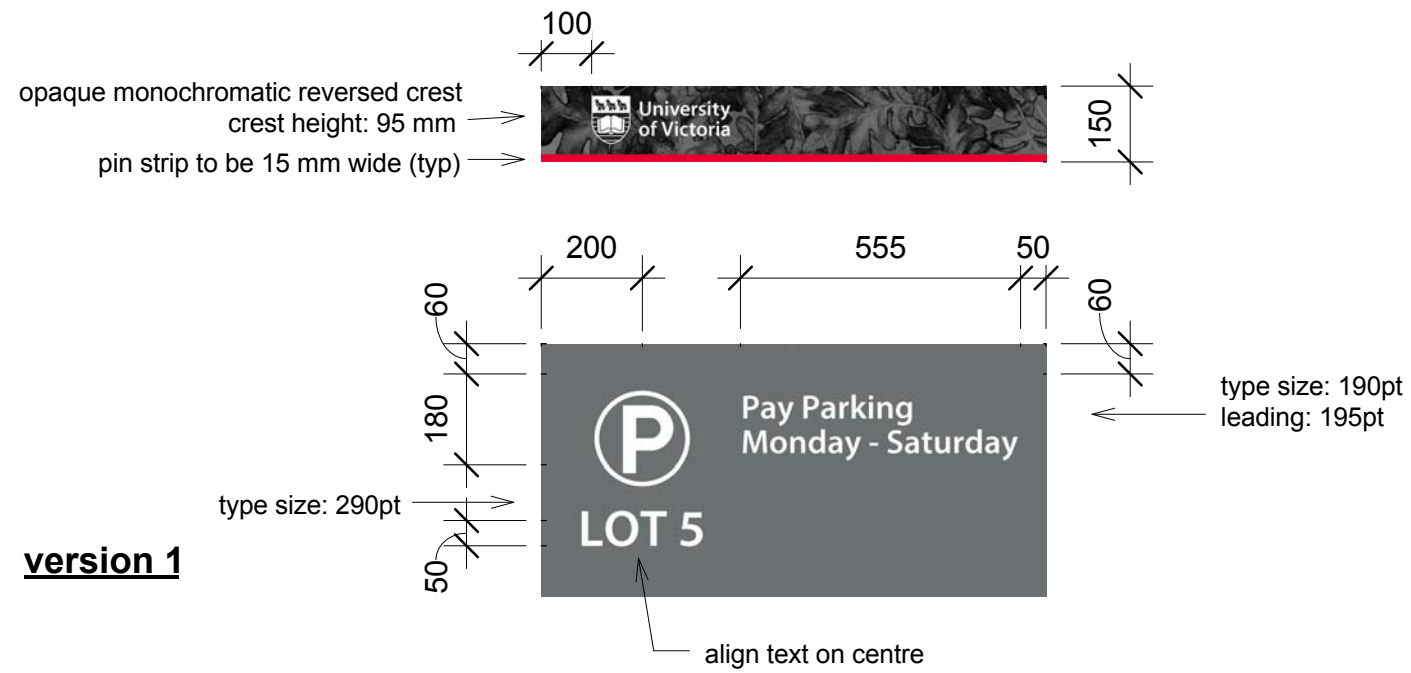 100
opaque monochromatic reversed crest
crest height: 95 mm
pin strip to be 15 mm wide (typ)
University
of Victoria
150
200
555
50
60
60
180
50
Pay Parking
Monday - Saturday
P
LOT 5
type size: 190pt
leading: 195pt
type size: 290pt
version 1
align text on centre